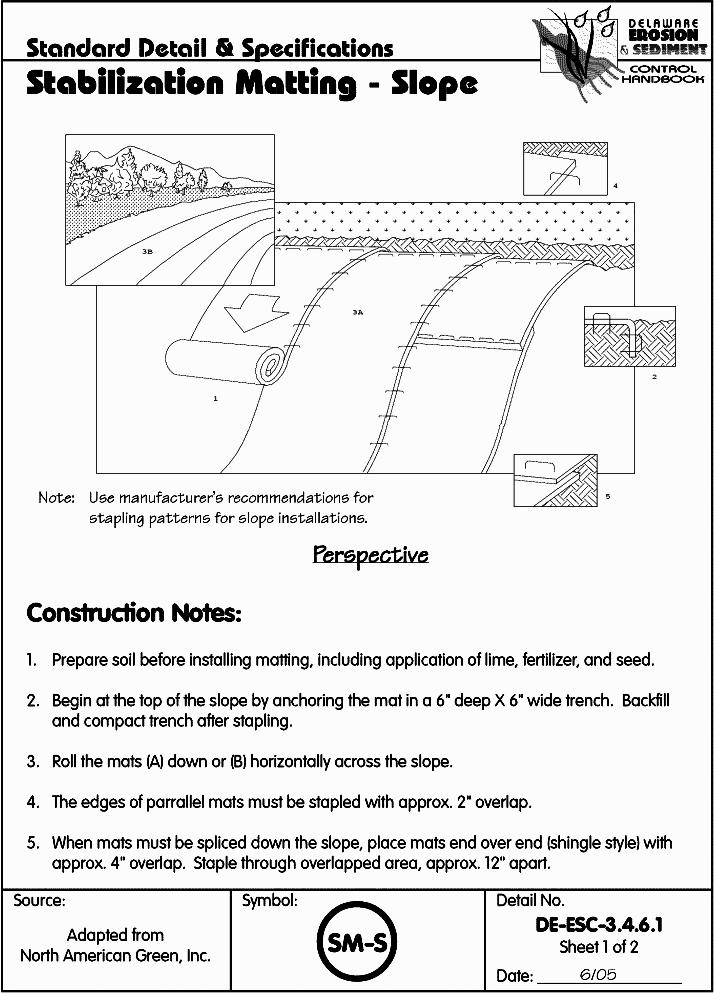 Standard Detail & Specifications
Stabilization Matting - Slope
DELAWARE
EROSION
& SEDIMENT
CONTROL
HANDBOOK
4
3B
3A
2
1
5
Note: Use manufacturer's recommendations for
stapling patterns for slope installations.
Perspective
Construction Notes:
1. Prepare soil before installing matting, including application of lime, fertilizer, and seed.
2. Begin at the top of the slope by anchoring the mat in a 6" deep X 6" wide trench. Backfill
and compact trench after stapling.
3. Roll the mats (A) down or (B) horizontally across the slope.
4. The edges of parrallel mats must be stapled with approx. 2" overlap.
5. When mats must be spliced down the slope, place mats end over end (shingle style) with
approx. 4" overlap. Staple through overlapped area, approx. 12" apart.
Source:
Adapted from
North American Green, Inc.
Symbol:
SM-S
Detail No.
DE-ESC-3.4.6.1
Sheet 1 of 2
Date: 6/05